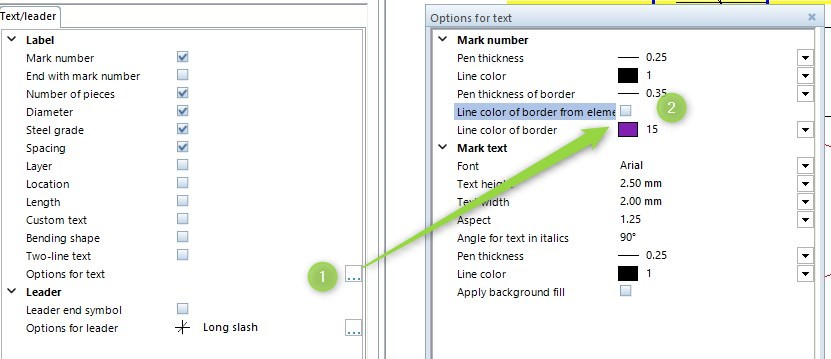 Text/leader
Label
Mark number
End with mark number
Number of pieces
Diameter
Steel grade
Spacing
Layer
Location
Length
Custom text
Bending shape
Two-line text
Options for text ...
Leader
Leader end symbol
Options for leader Long slash ...
1
Options for text
Mark number
Pen thickness 0.25
Line color 1
Pen thickness of border 0.35
Line color of border from eleme
2
Line color of border 15
Mark text
Font Arial
Text height 2.50 mm
Text width 2.00 mm
Aspect 1.25
Angle for text in italics 90°
Pen thickness 0.25
Line color 1
Apply background fill